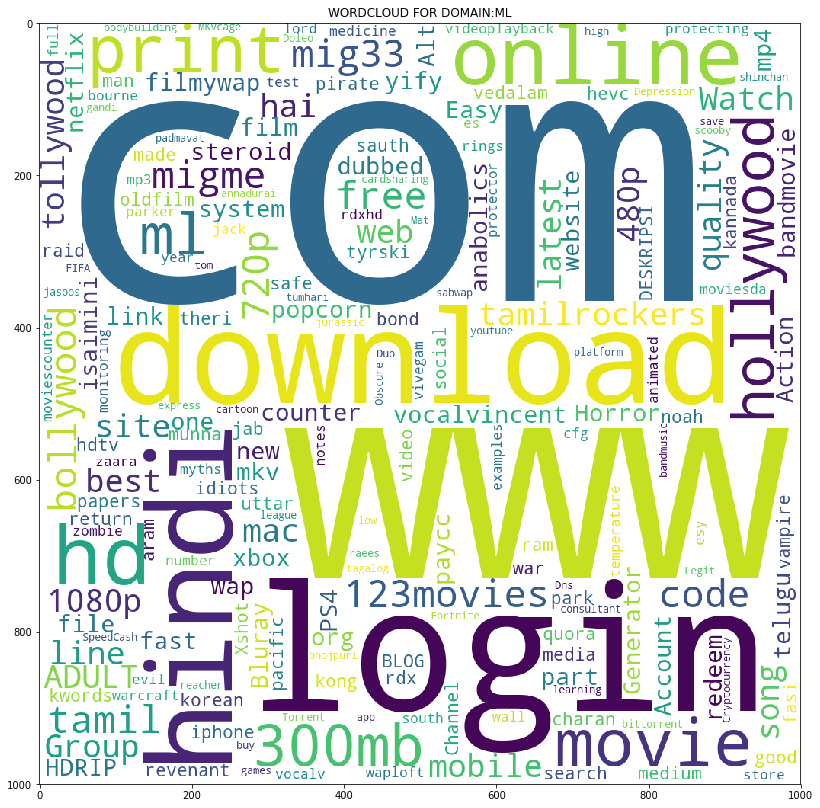 WORDCLOUD FOR DOMAIN:ML
0
200
400
600
800
1000
0
200
400
600
800
1000
full
bodybuilding
MKVcage
Doleo
lord
medicine
videoplayback
high
protecting
print
mig33
Alt
online
mp4
shinchan
netflix
man
filmywap
test
pirate
yify
vedalam
hevc
Depression
Watch
bourne
gandi
hai
Easy
es
save
scooby
tollywood
film
com
padmavat
made
steroid
sauth
dubbed
rings
mp3
migme
cardsharing
annadurai
free
anabolics
protector
oldfilm
parker
system
rdxhd
Mat
web
latest
website
480p
DESKRIPSI
quality
kannada
hollywood
bandmovie
ml
jack
raid
FIFA
year
tom
720p
tyrski
safe
jasoos
isaimini
tumhari
popcorn
sabwap
moviesda
link
theri
jurassic
bond
tamilrockers
youtube
moviescounter
monitoring
bollywood
download
Duo
Obscure
vivegam
social
platform
animated
Action
express
cartoon
counter
vocalvincent
Horror
noah
site
one
munna
jab
hdtv
zaara
myths
new
notes
mkv
video
examples
cfg
bandmusic
best
idiots
papers
return
zombie
uttar
league
www
hd
aram
hindi
mac
low
raees
tagalog
paycc
ram
temperature
esy
Legit
vampire
telugu
number
xbox
war
wap
1080p
PS4
123movies
Dns
park
consultant
code
file
SpeedCash
fast
Xshot
Bluray
pacific
org
Fortnite
login
bhojpuri
BLOG
rdx
quora
media
Generator
line
ADULT
evil
reacher
kong
part
learning
Account
redeem
Cryptocurrency
song
fasi
kwords
warcraft
korean
tamil
iphone
Torrent
app
south
Channel
wall
charan
bittorrent
Group
buy
300mb
movie
good
HDRIP
revenant
games
vocalv
waploft
mobile
search
medium
store